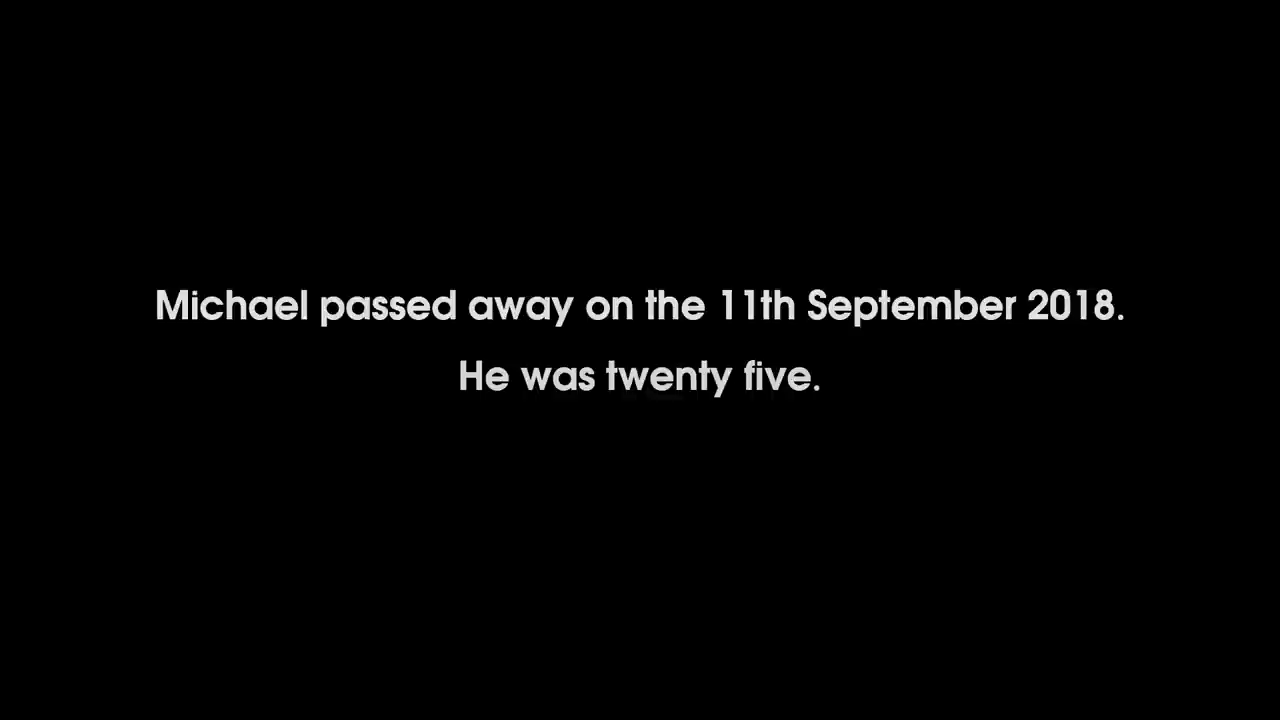 Michael passed away on the 11th September 2018.
He was twenty five.